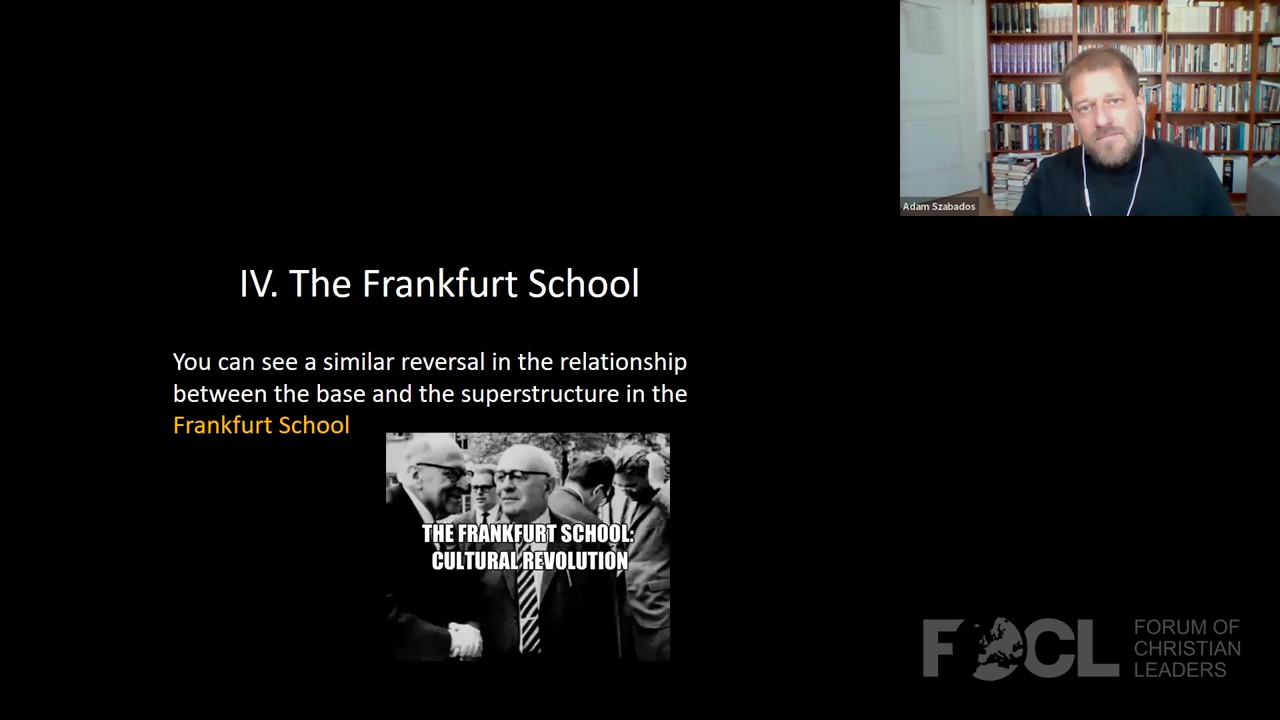 Adam Szabados
IV. The Frankfurt School
You can see a similar reversal in the relationship
between the base and the superstructure in the
Frankfurt School
THE FRANKFURT SCHOOL:
CULTURAL REVOLUTION
FOCL
FORUM OF
CHRISTIAN
LEADERS